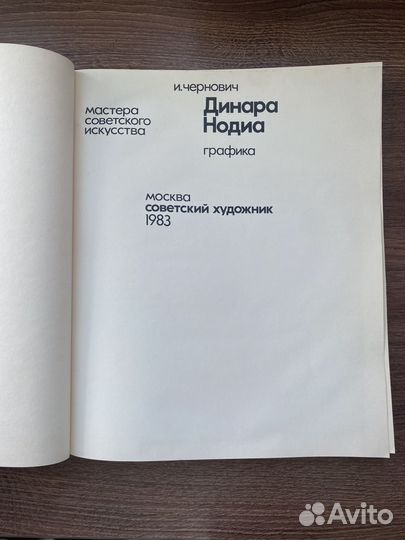 и.чернович
мастера
советского
искусства
Динара
Нодиа
графика
москва
советский художник
1983
Avito